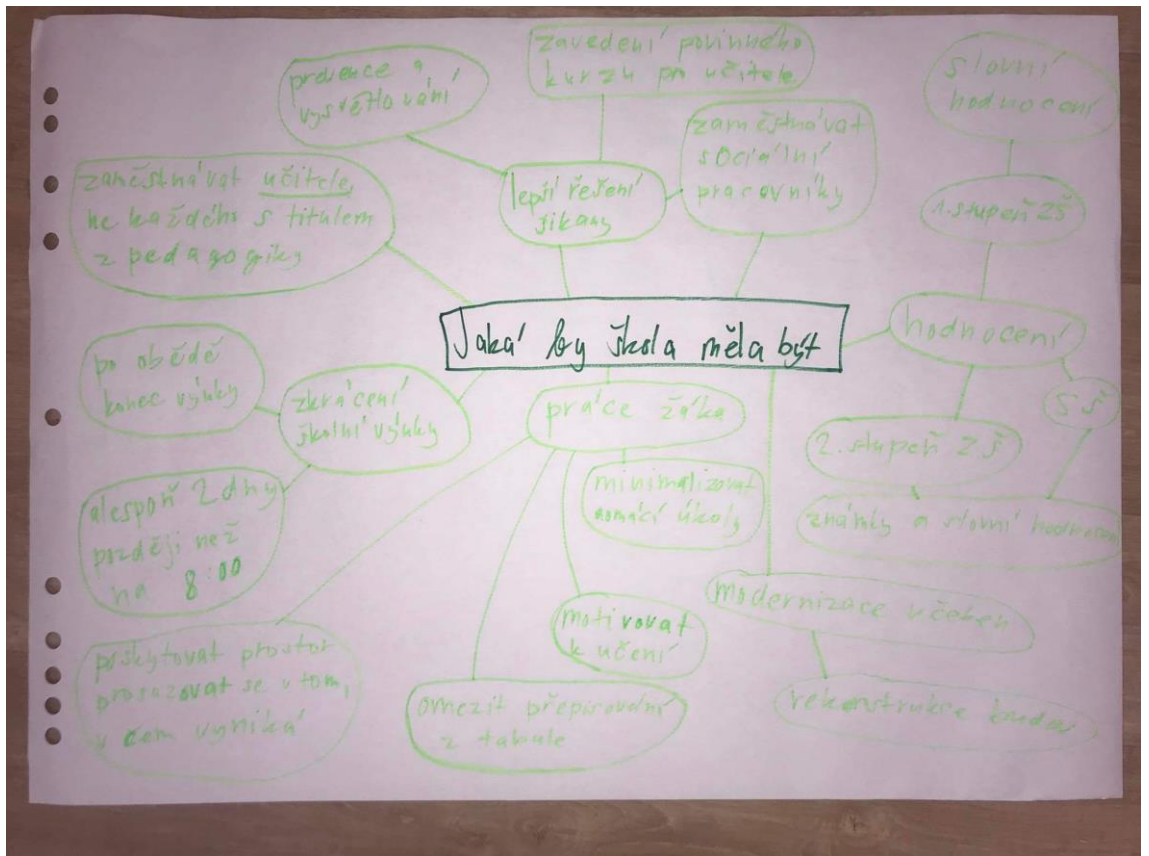 Jaká by škola měla být
prevence a
vysvětlování
zavedení povinného
kurzu pro učitele
zaměstnávat
sociální
pracovníky
lepší řešení
šikany
zaměstnávat učitele,
ne každého s titulem
z pedagogiky
po obědě
konec výuky
zkrácení
školní výuky
alespoň 2 dny
později než
na 8:00
práce žáka
minimalizovat
domácí úkoly
motivovat
k učení
omezit přepisování
z tabule
poskytovat prostor
prosazovat se v tom,
v čem vyniká
modernizace učeben
rekonstrukce budov
hodnocení
1. stupeň ZŠ
slovní
hodnocení
2. stupeň ZŠ
SŠ
známky a slovní hodnocení